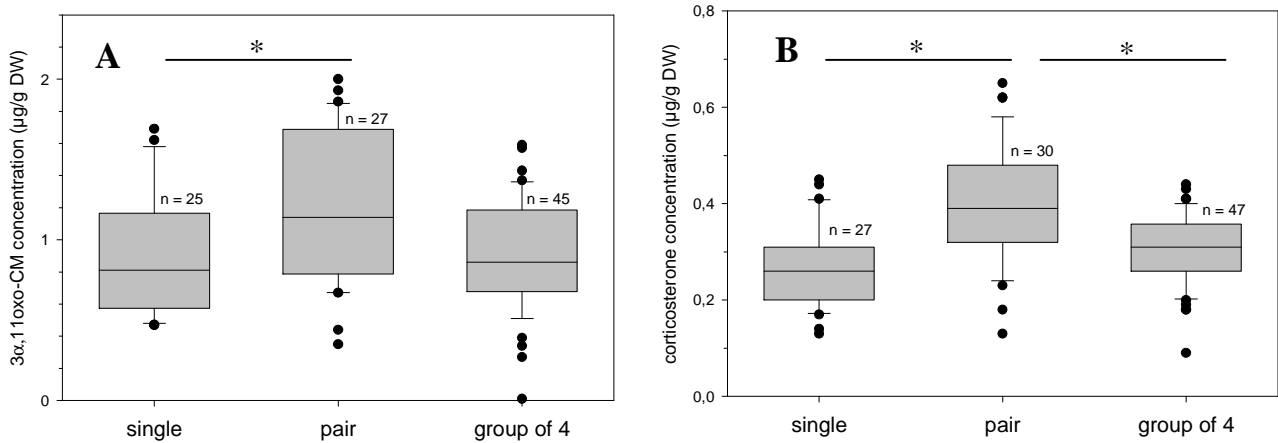 A
*
3α,11oxo-CM concentration (µg/g DW)
2
1
0
n = 25
n = 27
n = 45
single
pair
group of 4
B
*
*
corticosterone concentration (µg/g DW)
0,8
0,6
0,4
0,2
0,0
n = 27
n = 30
n = 47
single
pair
group of 4